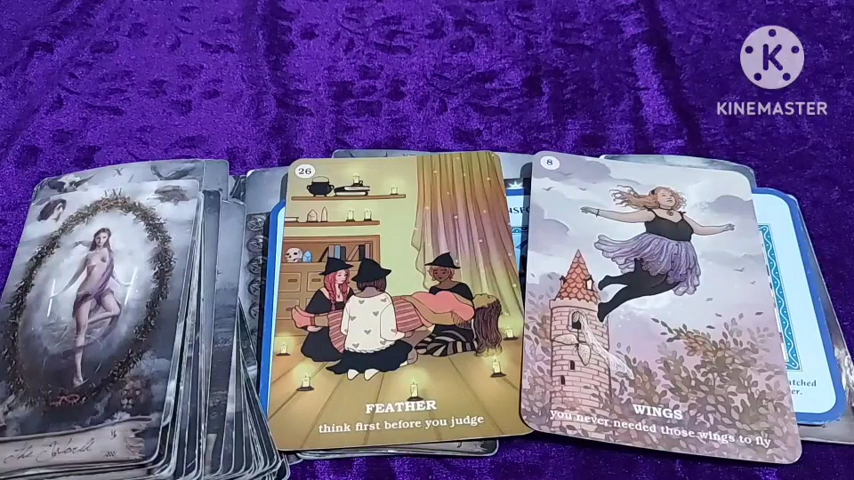 K
KINEMASTER
26
FEATHER
think first before you judge
8
WINGS
you never needed those wings to fly
The World